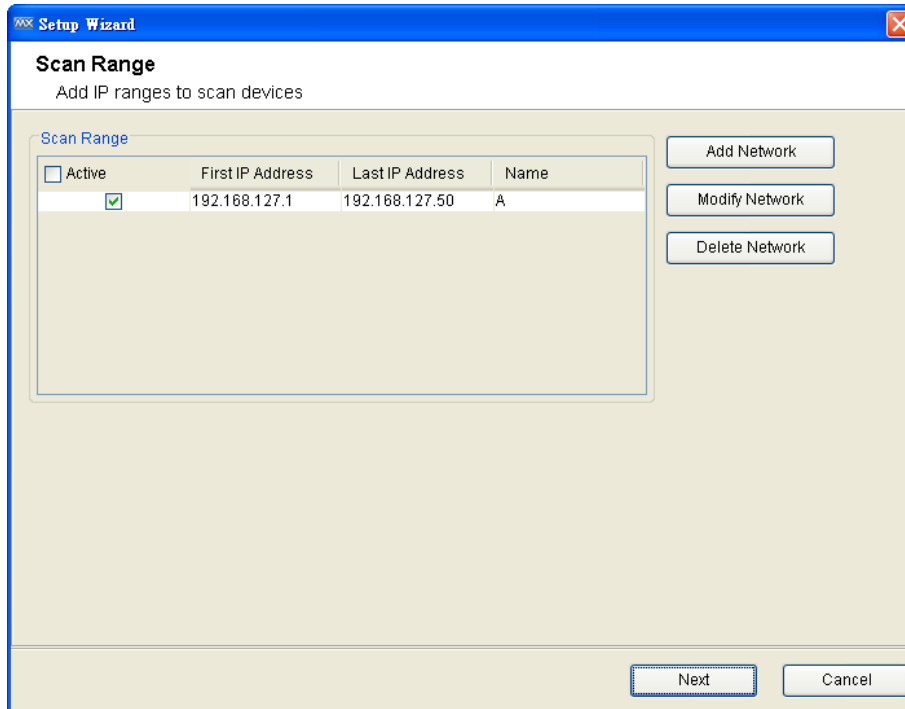 MX Setup Wizard
Scan Range
Add IP ranges to scan devices
Scan Range
Active First IP Address Last IP Address Name
192.168.127.1 192.168.127.50 A
Add Network
Modify Network
Delete Network
Next Cancel